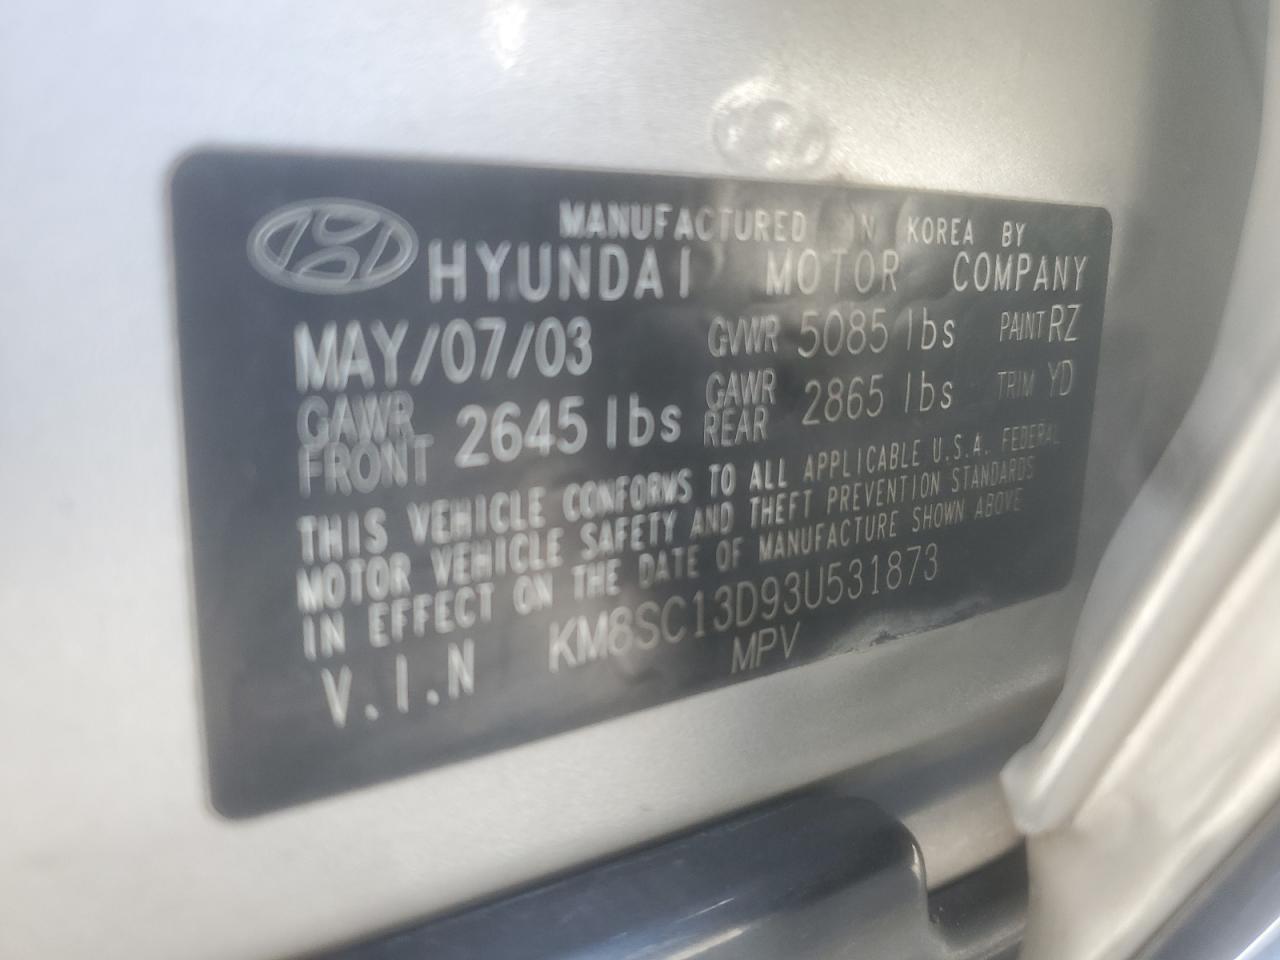 MANUFACTURED IN KOREA BY
HYUNDAI MOTOR COMPANY
MAY/07/03 GVWR 5085 lbs PAINT RZ
GAWR FRONT 2645 lbs GAWR REAR 2865 lbs TRIM YD
THIS VEHICLE CONFORMS TO ALL APPLICABLE U.S.A. FEDERAL
MOTOR VEHICLE SAFETY AND THEFT PREVENTION STANDARDS
IN EFFECT ON THE DATE OF MANUFACTURE SHOWN ABOVE
V.I.N KM8SC13D93U531873
MPV